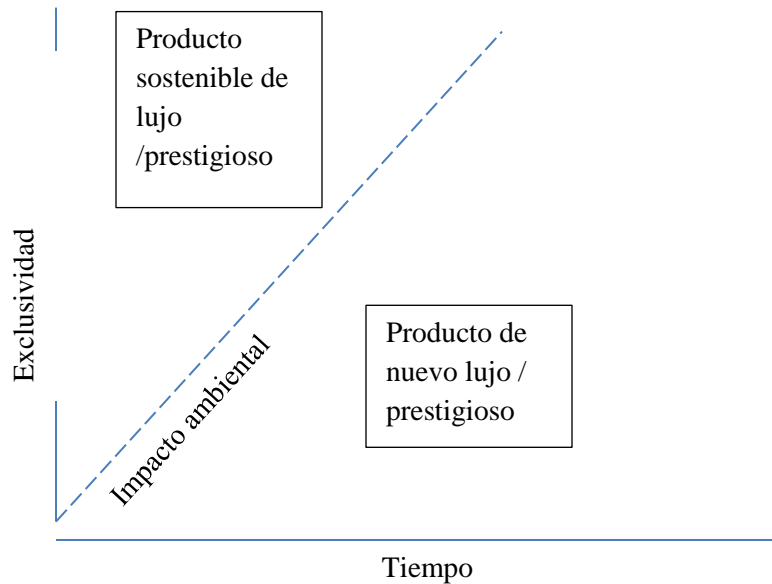 Producto
sostenible de
lujo
/prestigioso
Exclusividad
Impacto ambiental
Producto de
nuevo lujo /
prestigioso
Tiempo